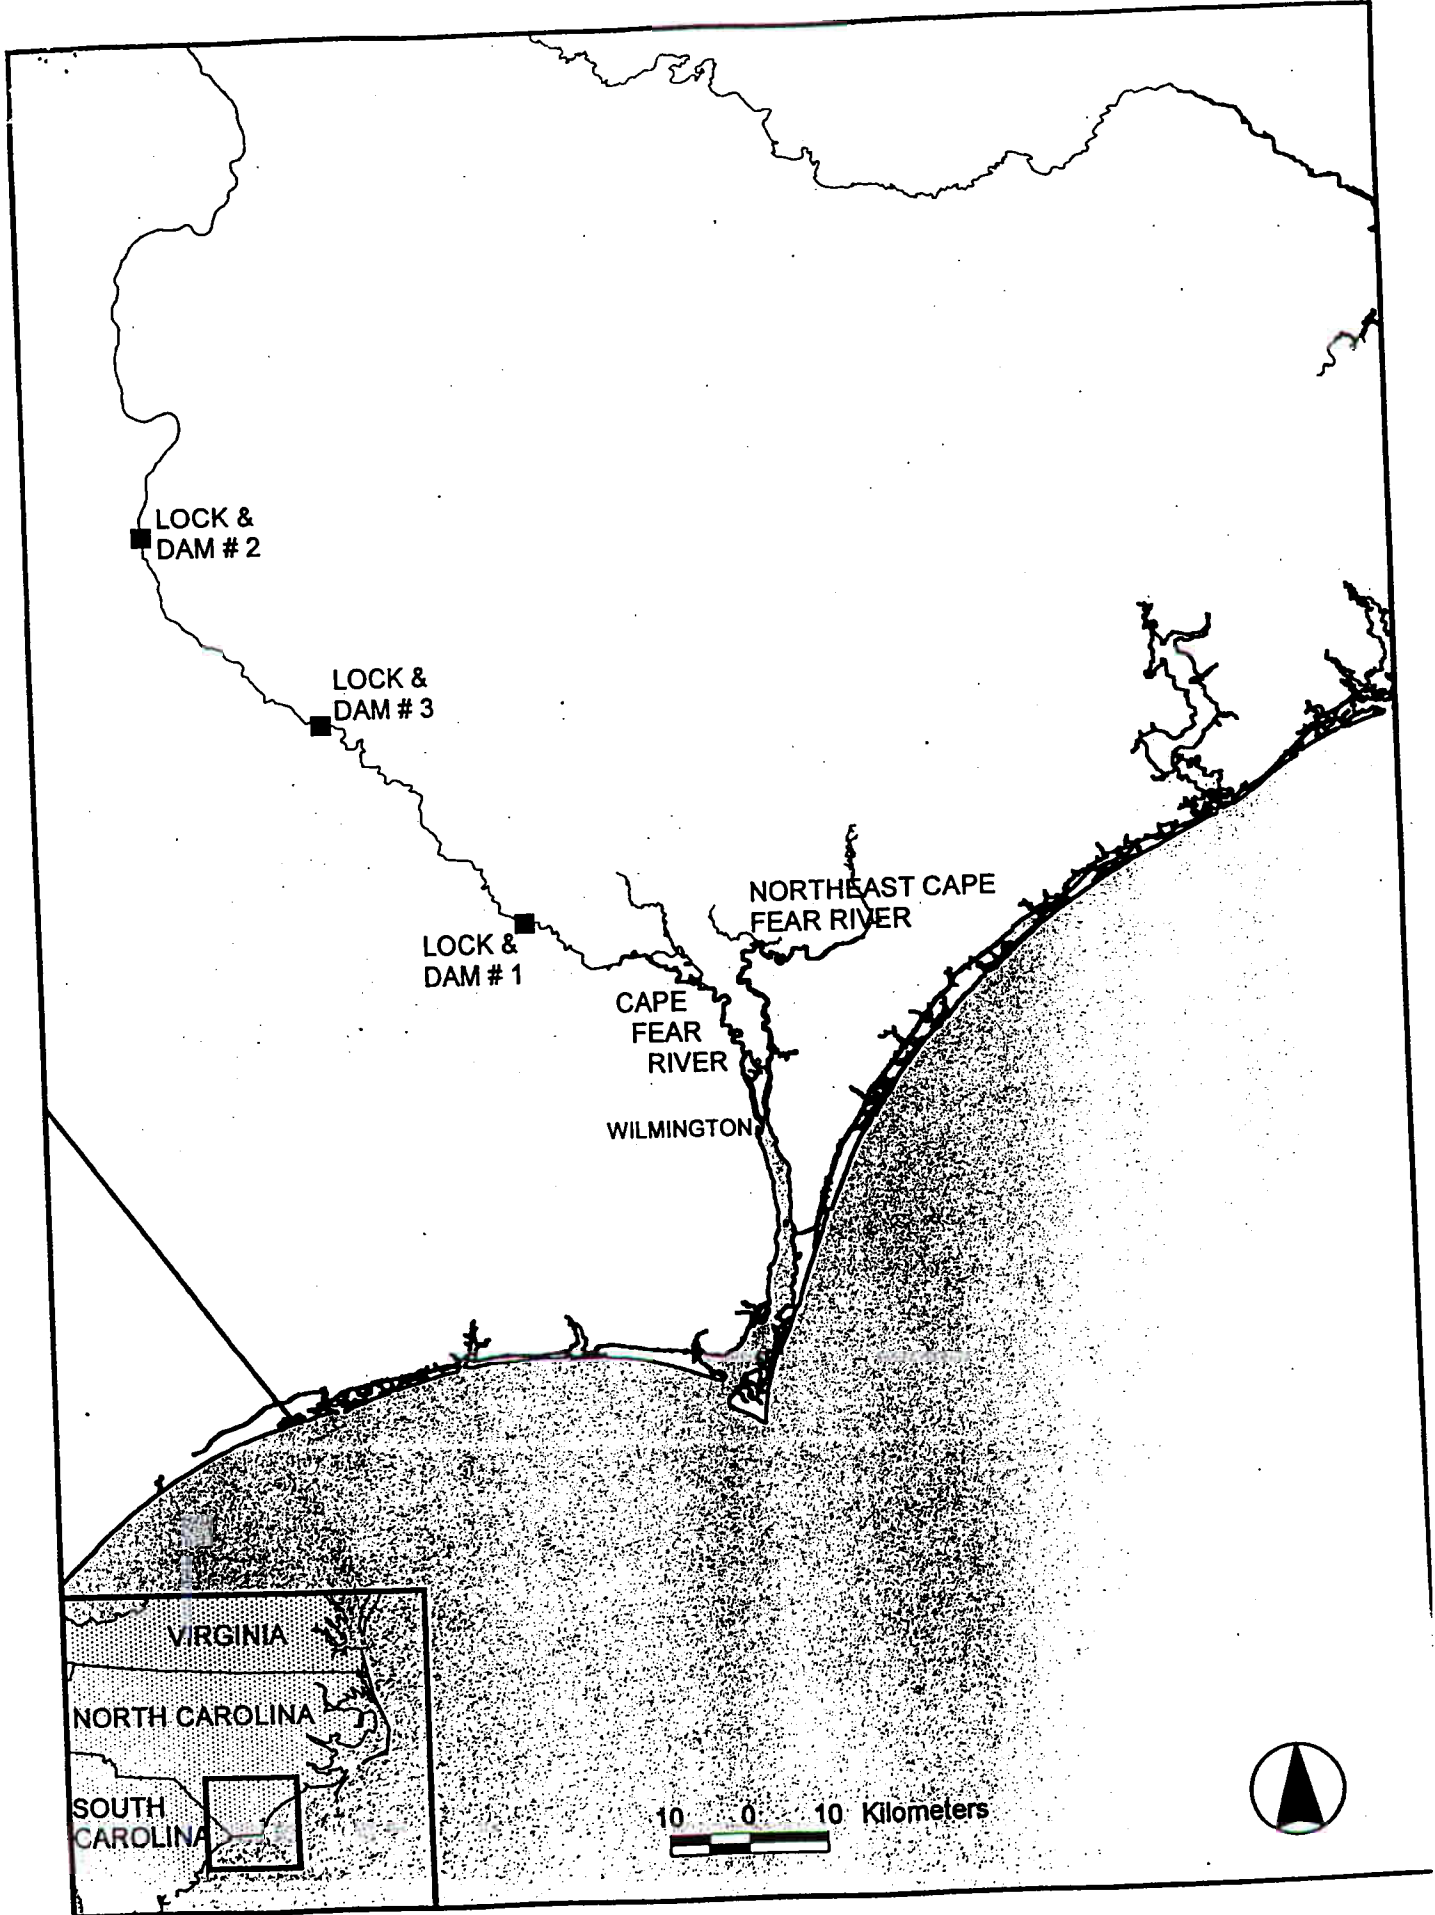 LOCK &
DAM # 2
LOCK &
DAM # 3
NORTHEAST CAPE
FEAR RIVER
LOCK &
DAM # 1
CAPE
FEAR
RIVER
WILMINGTON
VIRGINIA
NORTH CAROLINA
SOUTH
CAROLINA
10 0 10 Kilometers